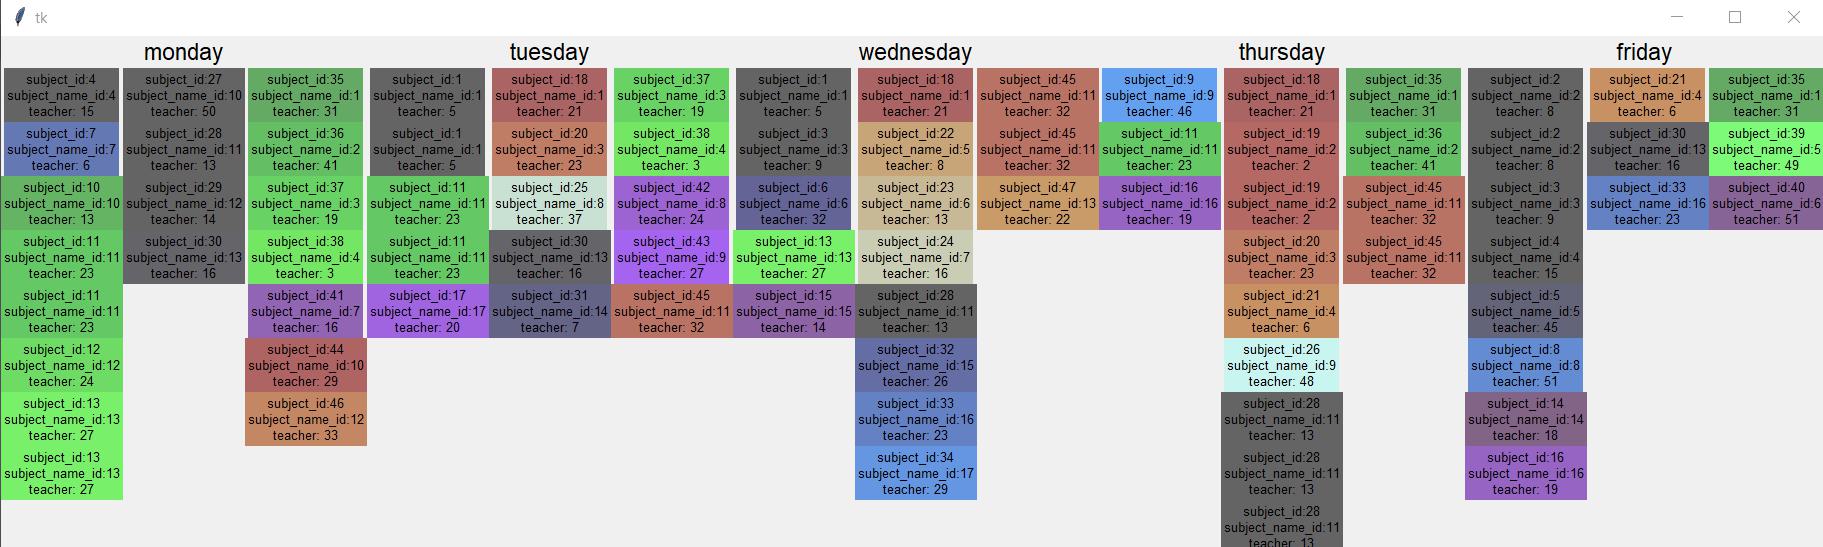 tk
monday
subject_id:4
subject_name_id:4
teacher: 15
subject_id:7
subject_name_id:7
teacher: 6
subject_id:10
subject_name_id:10
teacher: 13
subject_id:11
subject_name_id:11
teacher: 23
subject_id:11
subject_name_id:11
teacher: 23
subject_id:12
subject_name_id:12
teacher: 24
subject_id:13
subject_name_id:13
teacher: 27
subject_id:13
subject_name_id:13
teacher: 27
subject_id:27
subject_name_id:10
teacher: 50
subject_id:28
subject_name_id:11
teacher: 13
subject_id:29
subject_name_id:12
teacher: 14
subject_id:30
subject_name_id:13
teacher: 16
subject_id:35
subject_name_id:1
teacher: 31
subject_id:36
subject_name_id:2
teacher: 41
subject_id:37
subject_name_id:3
teacher: 19
subject_id:38
subject_name_id:4
teacher: 3
subject_id:41
subject_name_id:7
teacher: 16
subject_id:44
subject_name_id:10
teacher: 29
subject_id:46
subject_name_id:12
teacher: 33
tuesday
subject_id:1
subject_name_id:1
teacher: 5
subject_id:1
subject_name_id:1
teacher: 5
subject_id:11
subject_name_id:11
teacher: 23
subject_id:11
subject_name_id:11
teacher: 23
subject_id:17
subject_name_id:17
teacher: 20
subject_id:18
subject_name_id:1
teacher: 21
subject_id:20
subject_name_id:3
teacher: 23
subject_id:25
subject_name_id:8
teacher: 37
subject_id:30
subject_name_id:13
teacher: 16
subject_id:31
subject_name_id:14
teacher: 7
subject_id:37
subject_name_id:3
teacher: 19
subject_id:38
subject_name_id:4
teacher: 3
subject_id:42
subject_name_id:8
teacher: 24
subject_id:43
subject_name_id:9
teacher: 27
subject_id:45
subject_name_id:11
teacher: 32
wednesday
subject_id:1
subject_name_id:1
teacher: 5
subject_id:3
subject_name_id:3
teacher: 9
subject_id:6
subject_name_id:6
teacher: 32
subject_id:13
subject_name_id:13
teacher: 27
subject_id:15
subject_name_id:15
teacher: 14
subject_id:18
subject_name_id:1
teacher: 21
subject_id:22
subject_name_id:5
teacher: 8
subject_id:23
subject_name_id:6
teacher: 13
subject_id:24
subject_name_id:7
teacher: 16
subject_id:28
subject_name_id:11
teacher: 13
subject_id:32
subject_name_id:15
teacher: 26
subject_id:33
subject_name_id:16
teacher: 23
subject_id:34
subject_name_id:17
teacher: 29
subject_id:45
subject_name_id:11
teacher: 32
subject_id:45
subject_name_id:11
teacher: 32
subject_id:47
subject_name_id:13
teacher: 22
thursday
subject_id:9
subject_name_id:9
teacher: 46
subject_id:11
subject_name_id:11
teacher: 23
subject_id:16
subject_name_id:16
teacher: 19
subject_id:18
subject_name_id:1
teacher: 21
subject_id:19
subject_name_id:2
teacher: 2
subject_id:19
subject_name_id:2
teacher: 2
subject_id:20
subject_name_id:3
teacher: 23
subject_id:21
subject_name_id:4
teacher: 6
subject_id:26
subject_name_id:9
teacher: 48
subject_id:28
subject_name_id:11
teacher: 13
subject_id:28
subject_name_id:11
teacher: 13
subject_id:28
subject_name_id:11
teacher: 13
subject_id:35
subject_name_id:1
teacher: 31
subject_id:36
subject_name_id:2
teacher: 41
subject_id:45
subject_name_id:11
teacher: 32
subject_id:45
subject_name_id:11
teacher: 32
friday
subject_id:2
subject_name_id:2
teacher: 8
subject_id:2
subject_name_id:2
teacher: 8
subject_id:3
subject_name_id:3
teacher: 9
subject_id:4
subject_name_id:4
teacher: 15
subject_id:5
subject_name_id:5
teacher: 45
subject_id:8
subject_name_id:8
teacher: 51
subject_id:14
subject_name_id:14
teacher: 18
subject_id:16
subject_name_id:16
teacher: 19
subject_id:21
subject_name_id:4
teacher: 6
subject_id:30
subject_name_id:13
teacher: 16
subject_id:33
subject_name_id:16
teacher: 23
subject_id:35
subject_name_id:1
teacher: 31
subject_id:39
subject_name_id:5
teacher: 49
subject_id:40
subject_name_id:6
teacher: 51